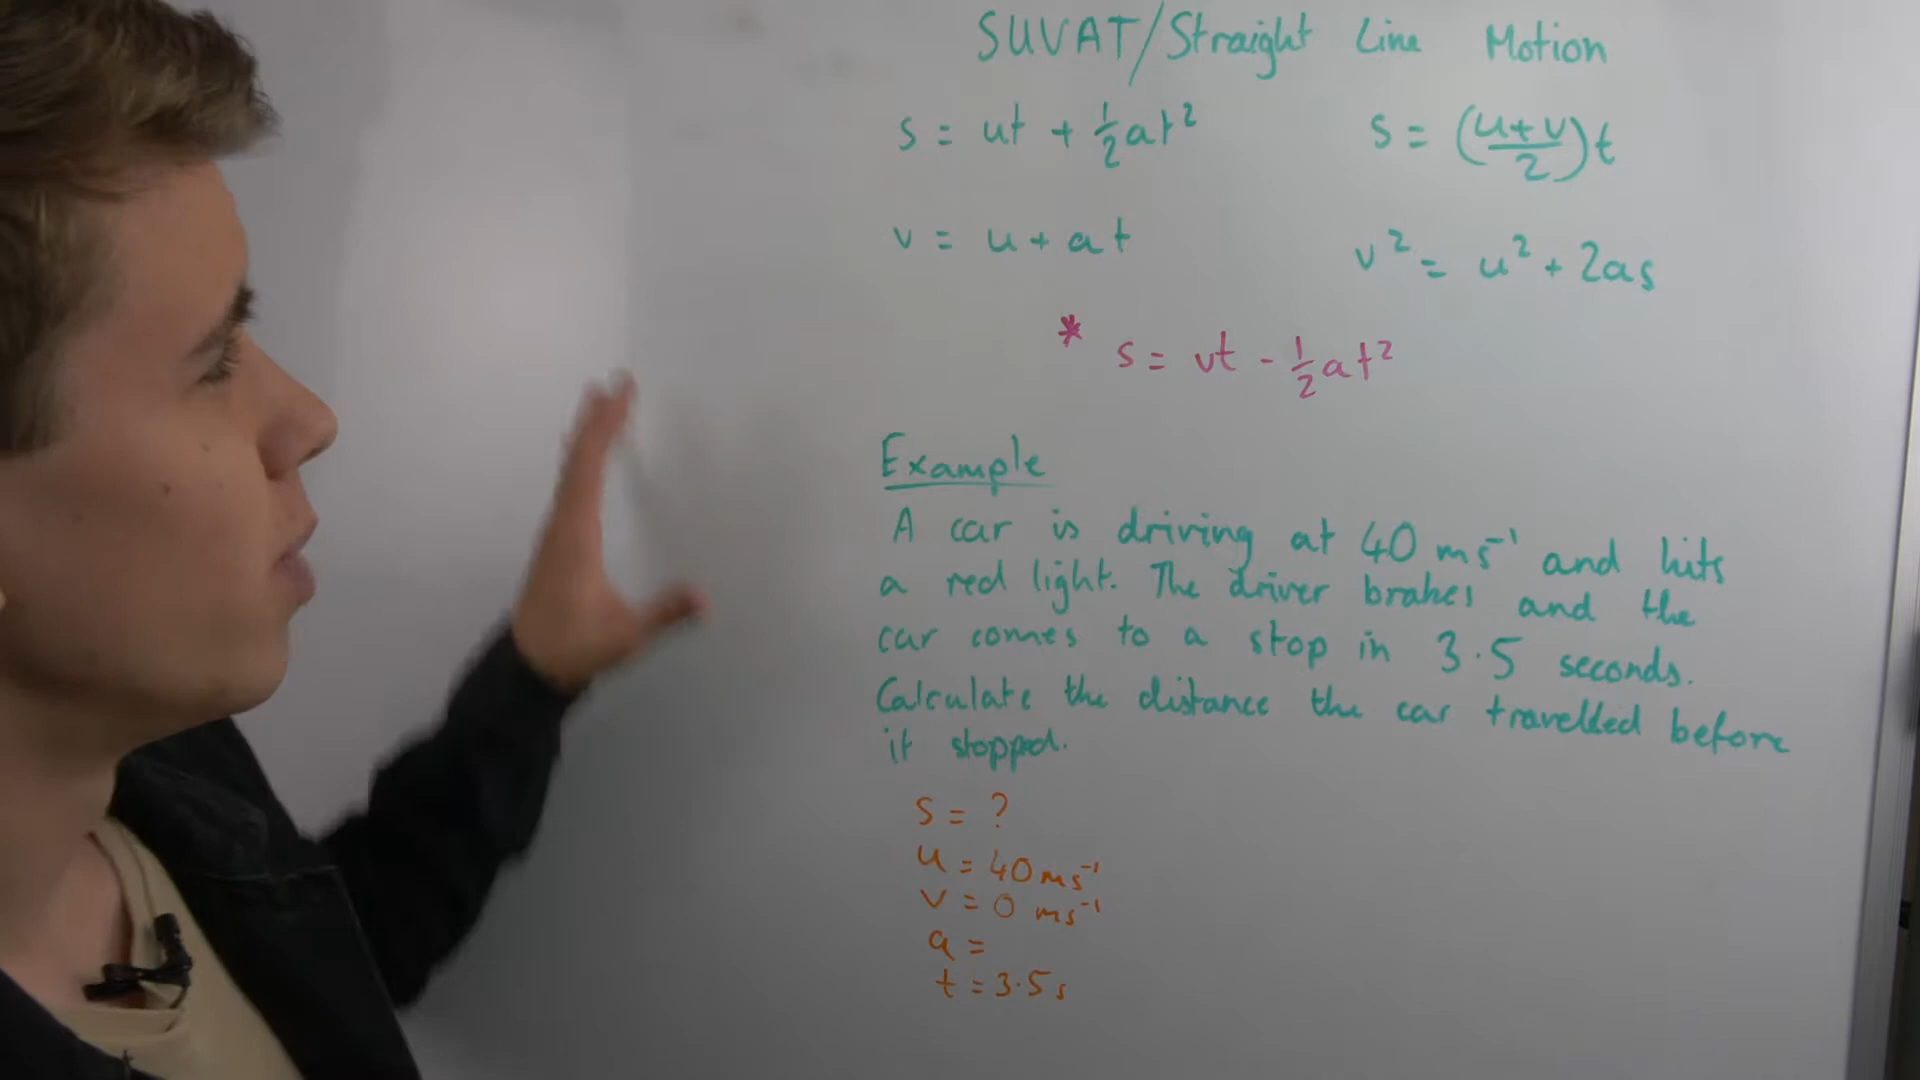 SUVAT/Straight Line Motion
s = ut + ½at²
s = (u+v/2)t
v = u + at
v² = u² + 2as
* s = vt - ½at²
Example
A car is driving at 40 ms⁻¹ and hits
a red light. The driver brakes and the
car comes to a stop in 3.5 seconds.
Calculate the distance the car travelled before
it stopped.
s = ?
u = 40 ms⁻¹
v = 0 ms⁻¹
a =
t = 3.5 s